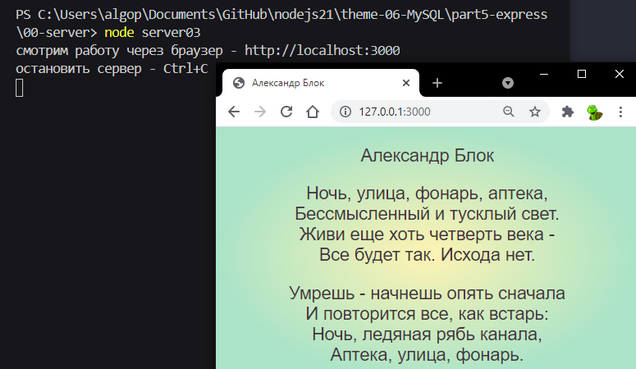 PS C:\Users\algop\Documents\GitHub\nodejs21\theme-06-MySQL\part5-express
\00-server> node server03
смотрим работу через браузер - http://localhost:3000
остановить сервер - Ctrl+C
Александр Блок
127.0.0.1:3000
Александр Блок
Ночь, улица, фонарь, аптека,
Бессмысленный и тусклый свет.
Живи еще хоть четверть века -
Все будет так. Исхода нет.
Умрешь - начнешь опять сначала
И повторится все, как встарь:
Ночь, ледяная рябь канала,
Аптека, улица, фонарь.